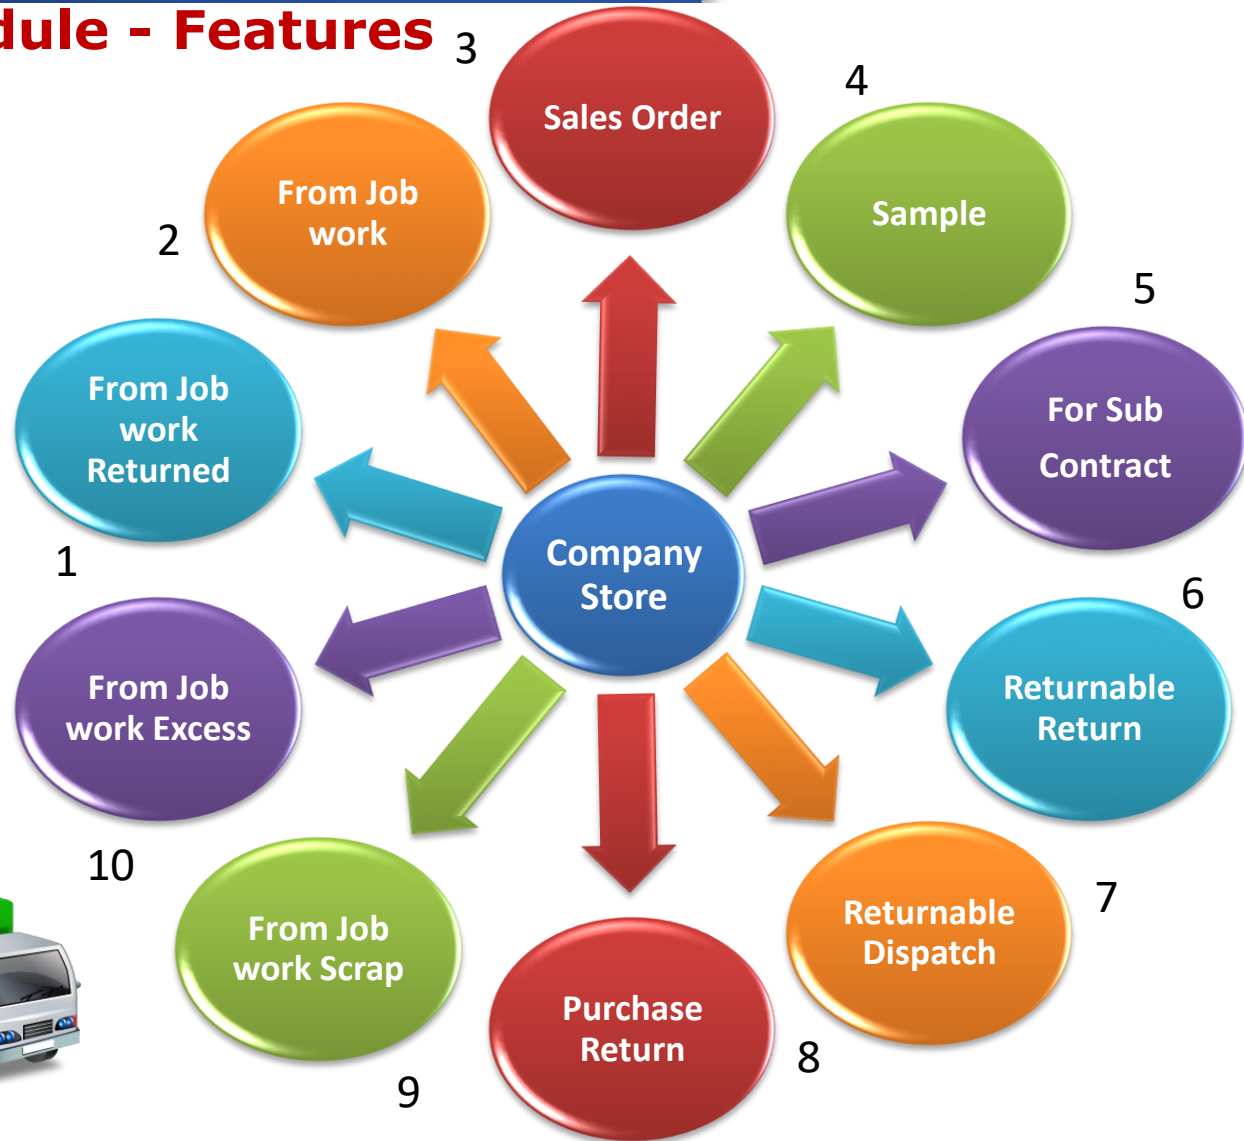 dule - Features
3
Sales Order
4
Sample
2
From Job
work
5
For Sub
Contract
From Job
work
Returned
1
Company
Store
6
Returnable
Return
From Job
work Excess
10
7
Returnable
Dispatch
From Job
work Scrap
9
Purchase
Return
8